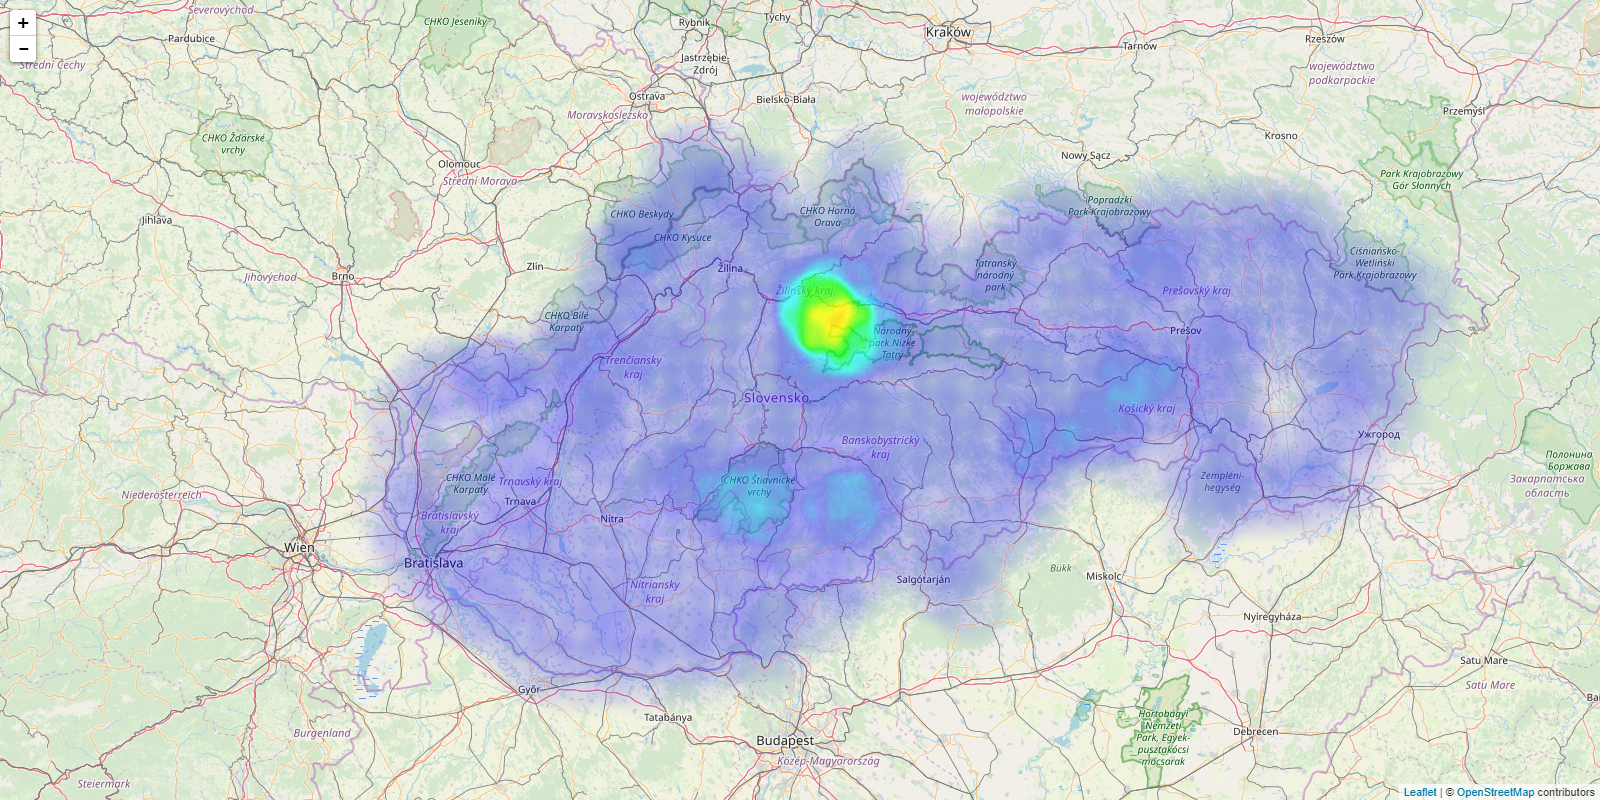 +
−
Severovýchod
Pardubice
Střední Čechy
CHKO Jeseníky
Rybnik
Tychy
Kraków
Jastrzębie-
Zdrój
Tarnów
Rzeszów
województwo
podkarpackie
Ostrava
Bielsko-Biała
województwo
małopolskie
Moravskoslezsko
Przemyśl
CHKO Žďárské
vrchy
Krosno
Olomouc
Nowy Sącz
Střední Morava
Park Krajobrazowy
Gór Słonnych
Jihlava
CHKO Beskydy
CHKO Horná
Orava
Popradzki
Park Krajobrazowy
CHKO Kysuce
Zlín
Žilina
Tatranský
národný
park
Ciśniańsko-
Wetliński
Park Krajobrazowy
Brno
Jihovýchod
Žilinský kraj
Prešovský kraj
CHKO Bílé
Karpaty
Prešov
Národný
park Nízke
Tatry
Trenčiansky
kraj
Slovensko
Košický kraj
Banskobystrický
kraj
Ужгород
Полонина
Боржава
CHKO Malé
Karpaty
Trnavský kraj
CHKO Štiavnické
vrchy
Zempléni-
hegység
Закарпатська
область
Niederösterreich
Trnava
Bratislavský
kraj
Nitra
Wien
Bratislava
Nitriansky
kraj
Salgótarján
Bükk
Miskolc
Nyíregyháza
Satu Mare
Satu Mare
Győr
Tatabánya
Burgenland
Budapest
Közép-Magyarország
Hortobágyi
Nemzeti
Park, Egyek-
pusztakócsi
mocsarak
Debrecen
Steiermark
Leaflet | © OpenStreetMap contributors